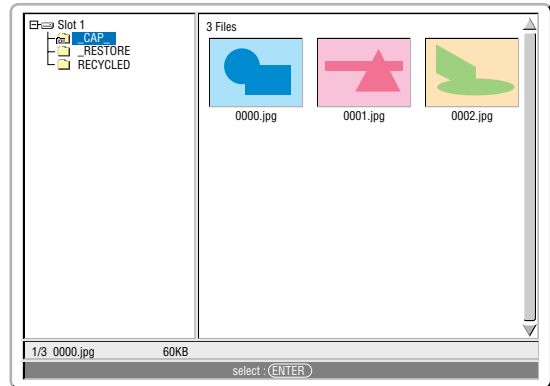 Slot 1
_CAP_
_RESTORE
RECYCLED
3 Files
0000.jpg 0001.jpg 0002.jpg
1/3 0000.jpg 60KB
select : ENTER